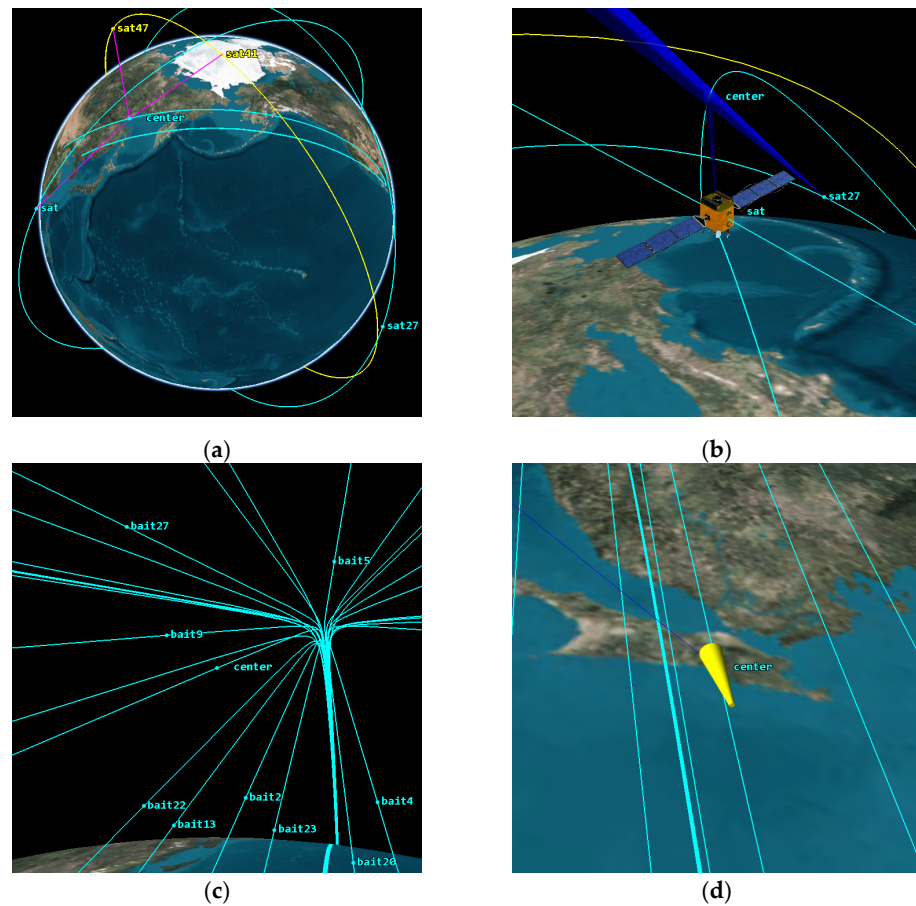 sat47
sat41
center
sat
sat27
center
sat27
sat
(a)
(b)
bait27
bait5
bait9
center
bait22
bait2
bait4
bait13
bait23
bait20
center
(c)
(d)